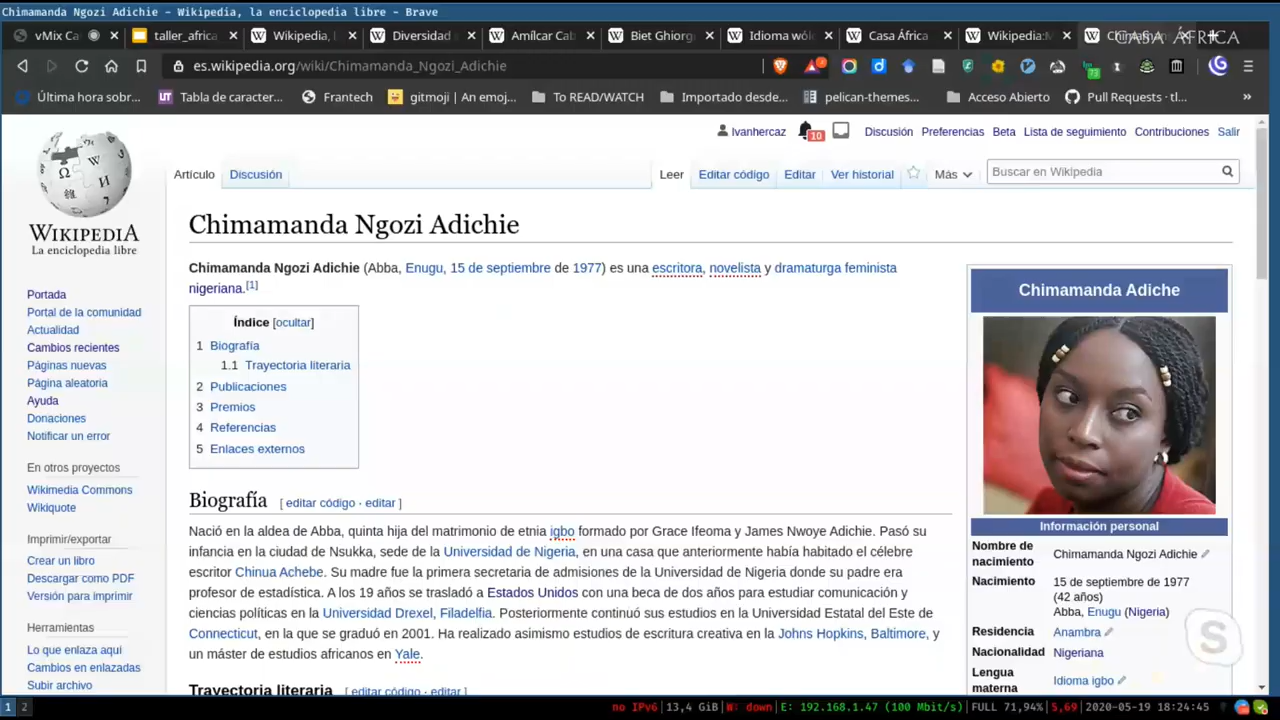 Chimamanda Ngozi Adichie - Wikipedia, la enciclopedia libre - Brave
vMix Ca
taller_africa
Wikipedia, l
Diversidad
Amílcar Cab
Biet Ghiorg
Idioma wól
Casa África
Wikipedia:M
CASA ÁFRICA
es.wikipedia.org/wiki/Chimamanda_Ngozi_Adichie
73
Última hora sobr...
UT Tabla de caracter...
Frantech
gitmoji | An emoj...
To READ/WATCH
Importado desde...
pelican-themes...
Acceso Abierto
Pull Requests · tl...
»
Ivanhercaz
10
Discusión
Preferencias
Beta
Lista de seguimiento
Contribuciones
Salir
WIKIPEDIA
La enciclopedia libre
Artículo
Discusión
Leer
Editar código
Editar
Ver historial
Más
Buscar en Wikipedia
Portada
Portal de la comunidad
Actualidad
Cambios recientes
Páginas nuevas
Página aleatoria
Ayuda
Donaciones
Notificar un error
En otros proyectos
Wikimedia Commons
Wikiquote
Imprimir/exportar
Crear un libro
Descargar como PDF
Versión para imprimir
Herramientas
Lo que enlaza aquí
Cambios en enlazadas
Subir archivo
Chimamanda Ngozi Adichie
Chimamanda Ngozi Adichie (Abba, Enugu, 15 de septiembre de 1977) es una escritora, novelista y dramaturga feminista
nigeriana.[1]
Índice [ocultar]
1 Biografía
1.1 Trayectoria literaria
2 Publicaciones
3 Premios
4 Referencias
5 Enlaces externos
Biografía [ editar código · editar ]
Nació en la aldea de Abba, quinta hija del matrimonio de etnia igbo formado por Grace Ifeoma y James Nwoye Adichie. Pasó su
infancia en la ciudad de Nsukka, sede de la Universidad de Nigeria, en una casa que anteriormente había habitado el célebre
escritor Chinua Achebe. Su madre fue la primera secretaria de admisiones de la Universidad de Nigeria donde su padre era
profesor de estadística. A los 19 años se trasladó a Estados Unidos con una beca de dos años para estudiar comunicación y
ciencias políticas en la Universidad Drexel, Filadelfia. Posteriormente continuó sus estudios en la Universidad Estatal del Este de
Connecticut, en la que se graduó en 2001. Ha realizado asimismo estudios de escritura creativa en la Johns Hopkins, Baltimore, y
un máster de estudios africanos en Yale.
Trayectoria literaria [ editar código · editar ]
Chimamanda Adiche
Información personal
Nombre de nacimiento
Chimamanda Ngozi Adichie
Nacimiento
15 de septiembre de 1977
(42 años)
Abba, Enugu (Nigeria)
Residencia
Anambra
Nacionalidad
Nigeriana
Lengua materna
Idioma igbo
1
2
no IPv6| 13,4 GiB| W: down| E: 192.168.1.47 (100 Mbit/s)| FULL 71,94%| 5,69| 2020-05-19 18:24:45